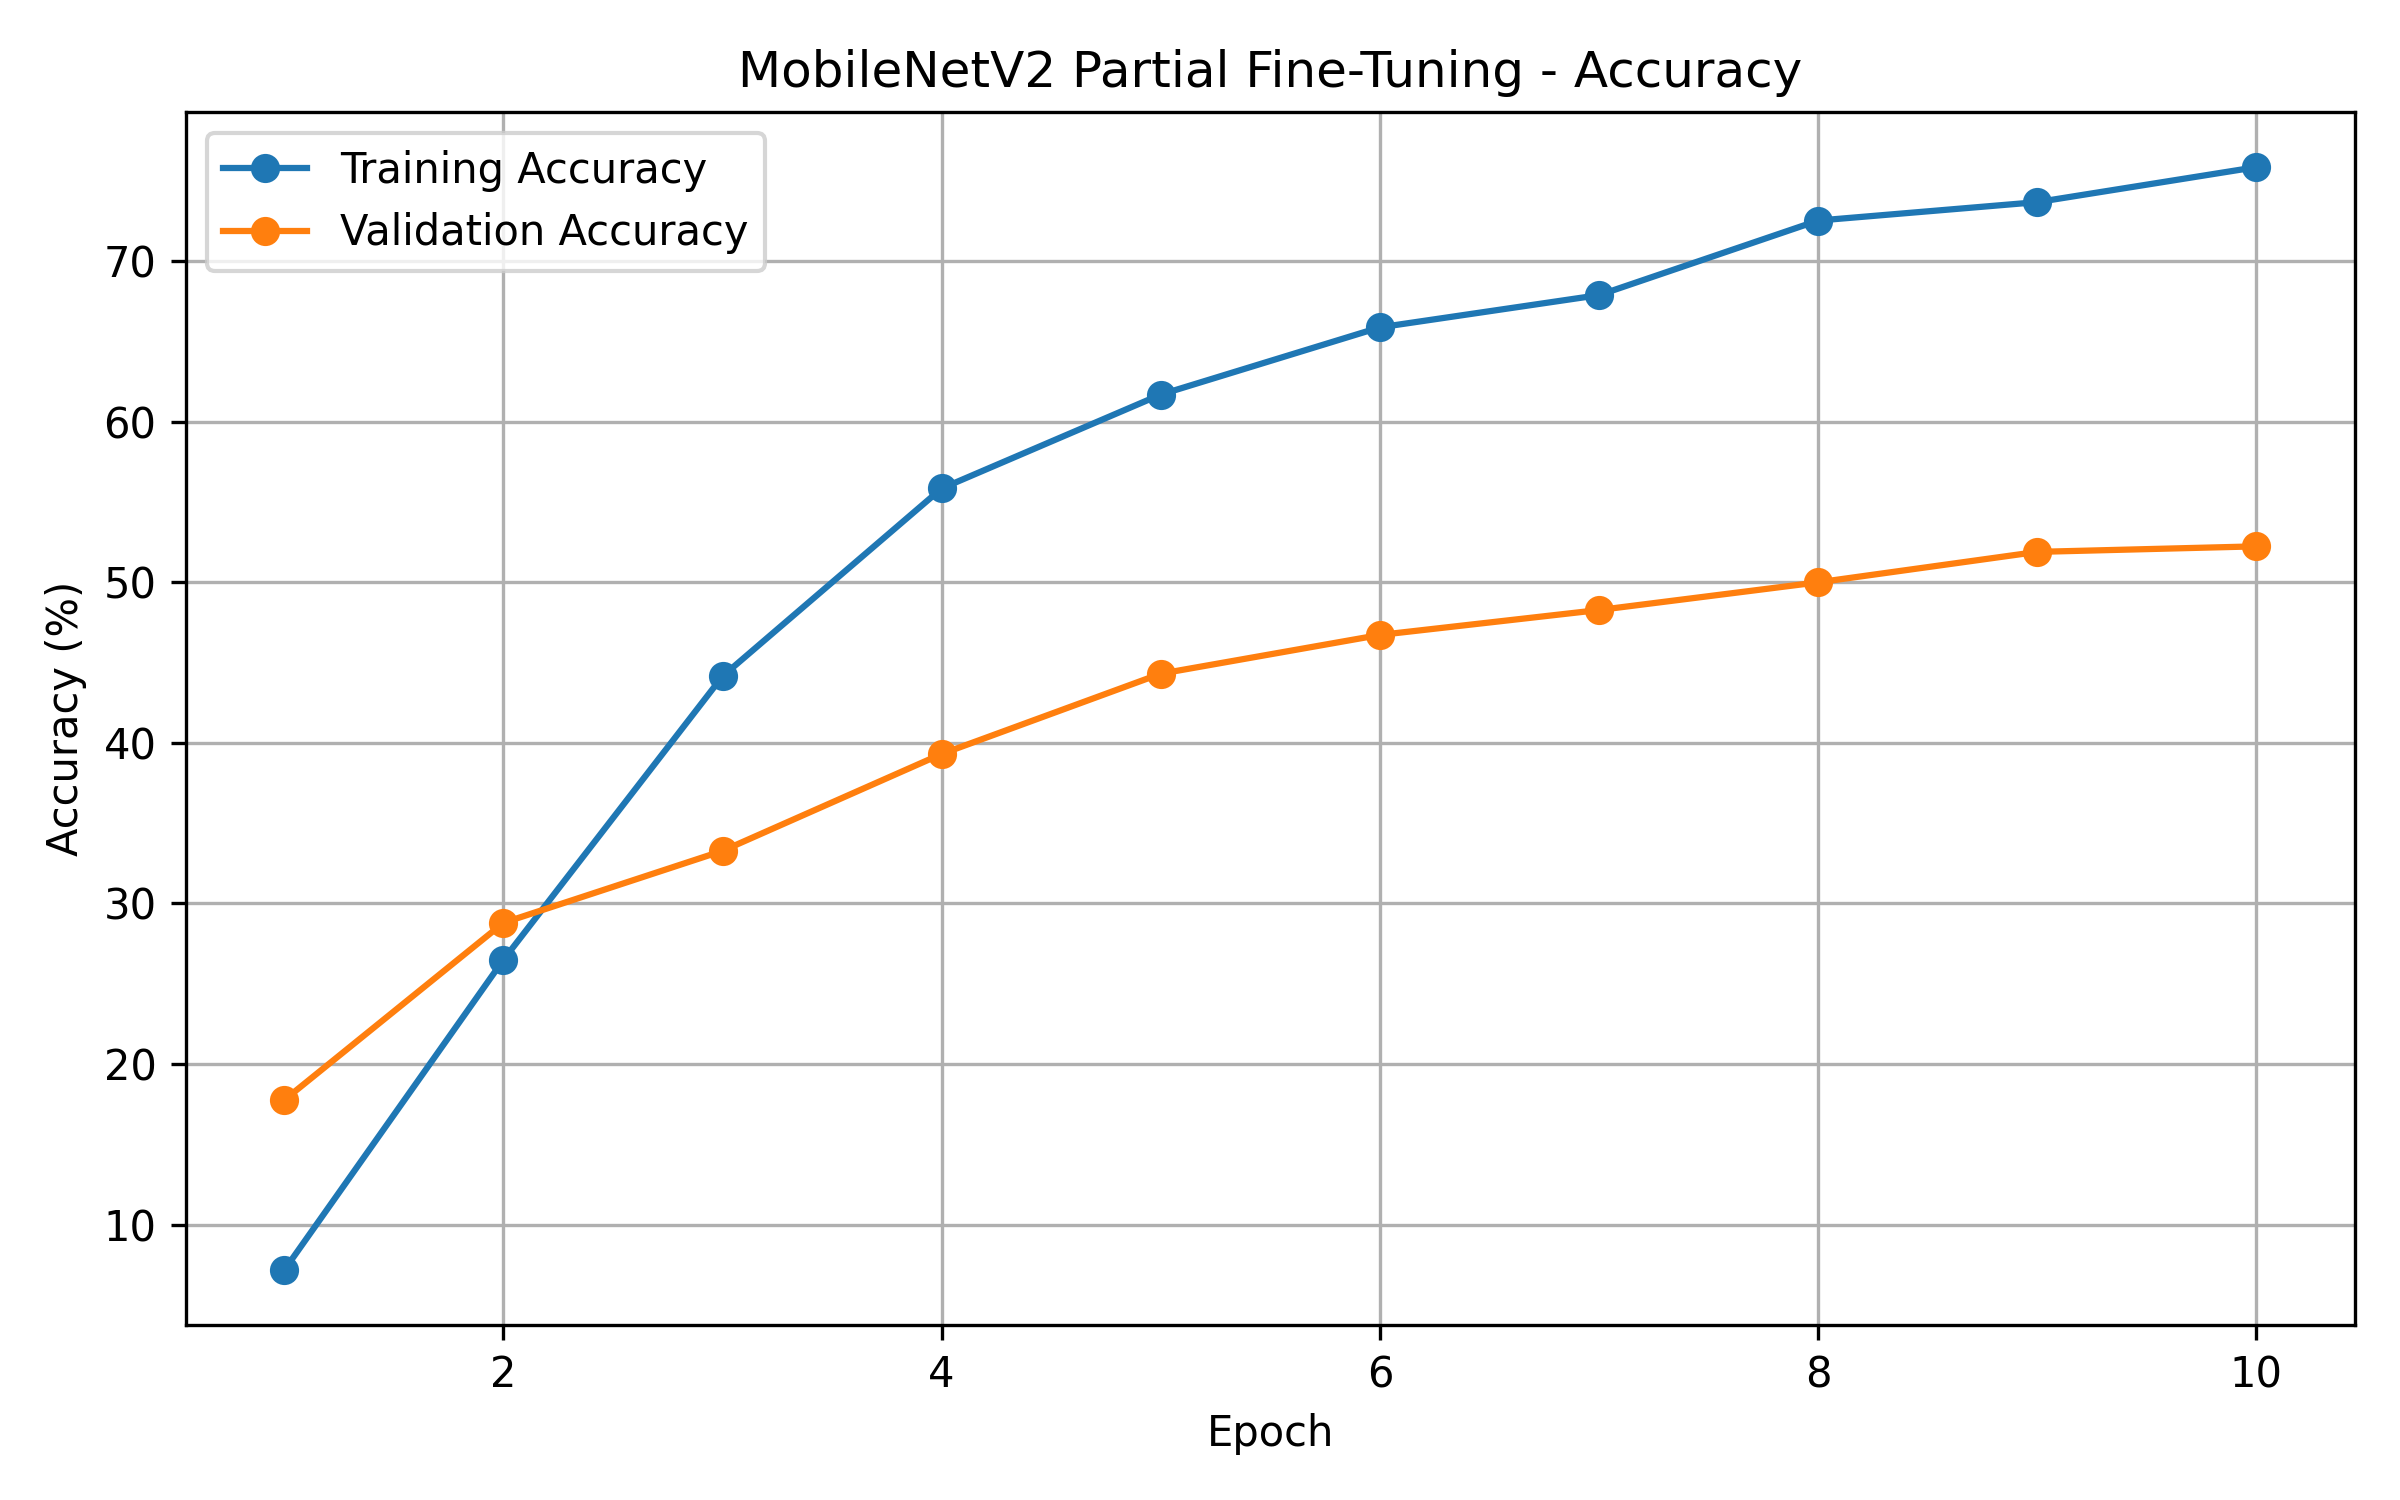 MobileNetV2 Partial Fine-Tuning - Accuracy
Training Accuracy
Validation Accuracy
70
60
50
40
30
20
10
Accuracy (%)
2 4 6 8 10
Epoch